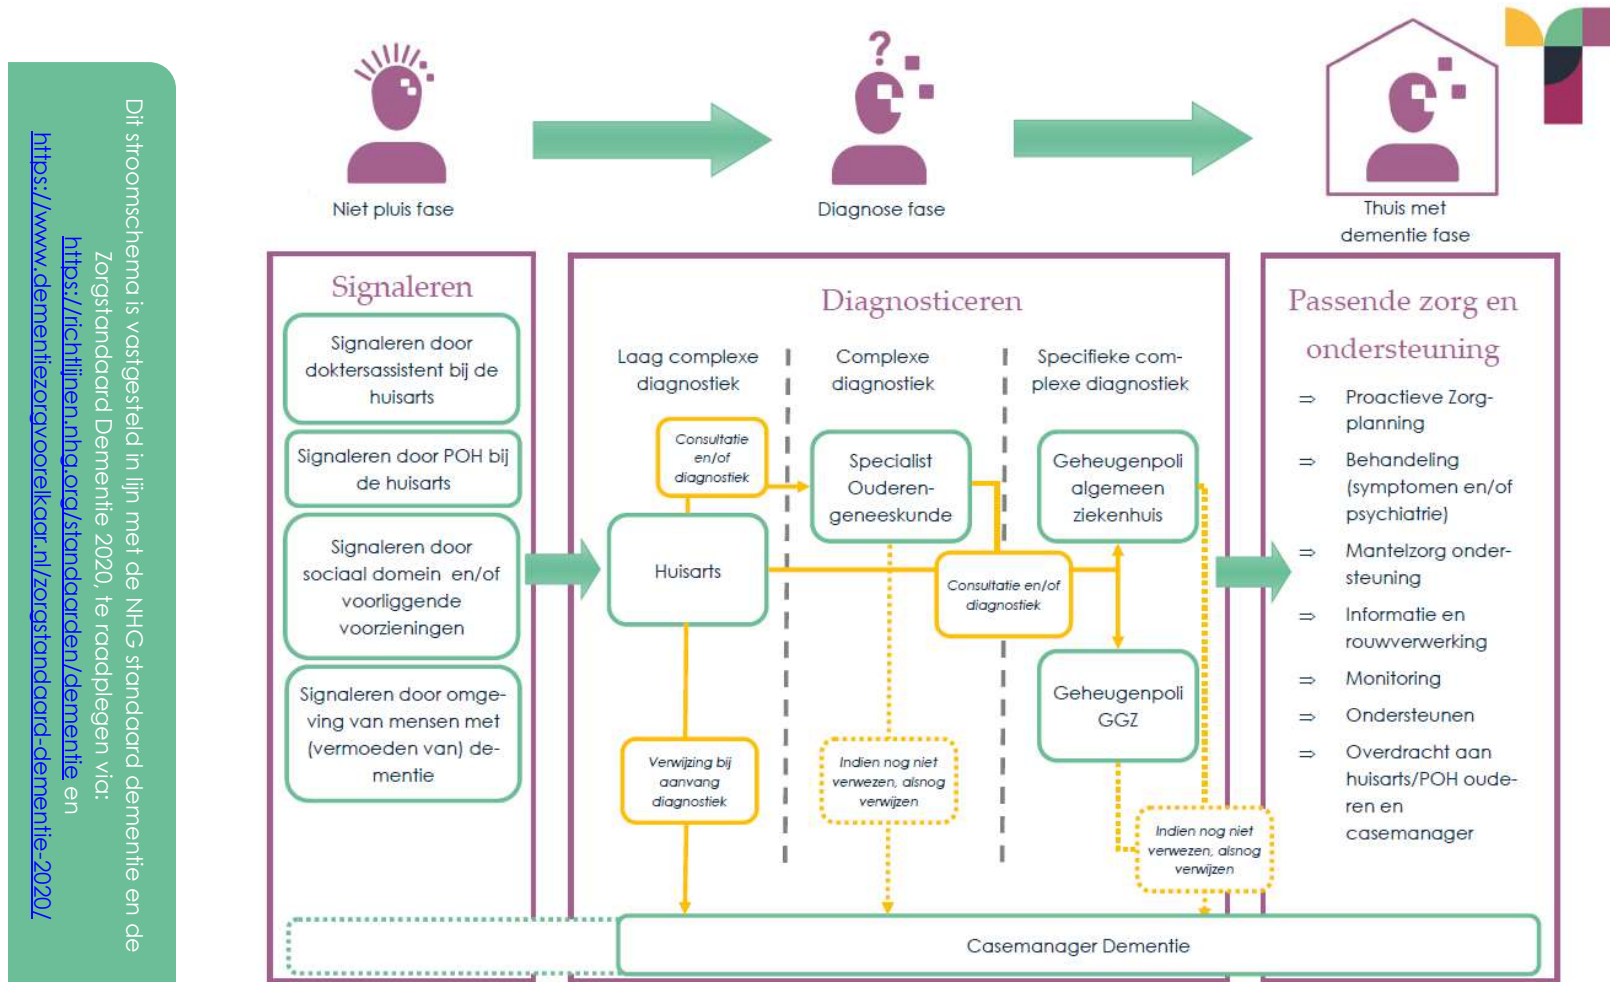 Dit stroomschema is vastgesteld in lijn met de NHG standaard dementie en de
Zorgstandaard Dementie 2020, te raadplegen via:
https://richtlijnen.nhg.org/standaarden/dementie en
https://www.dementiezorgvoorelkaar.nl/zorgstandaard-dementie-2020/
?
Niet pluis fase
Diagnose fase
Thuis met
dementie fase
Signaleren
Signaleren door
doktersassistent bij de
huisarts
Signaleren door POH bij
de huisarts
Signaleren door
sociaal domein en/of
voorliggende
voorzieningen
Signaleren door omge-
ving van mensen met
(vermoeden van) de-
mentie
Diagnosticeren
Laag complexe
diagnostiek
Complexe
diagnostiek
Specifieke com-
plexe diagnostiek
Consultatie
en/of
diagnostiek
Huisarts
Verwijzing bij
aanvang
diagnostiek
Specialist
Ouderen-
geneeskunde
Consultatie en/of
diagnostiek
Indien nog niet
verwezen, alsnog
verwijzen
Geheugenpoli
algemeen
ziekenhuis
Geheugenpoli
GGZ
Indien nog niet
verwezen, alsnog
verwijzen
Passende zorg en
ondersteuning
⇒ Proactieve Zorg-
planning
⇒ Behandeling
(symptomen en/of
psychiatrie)
⇒ Mantelzorg onder-
steuning
⇒ Informatie en
rouwverwerking
⇒ Monitoring
⇒ Ondersteunen
⇒ Overdracht aan
huisarts/POH oude-
ren en
casemanager
Casemanager Dementie